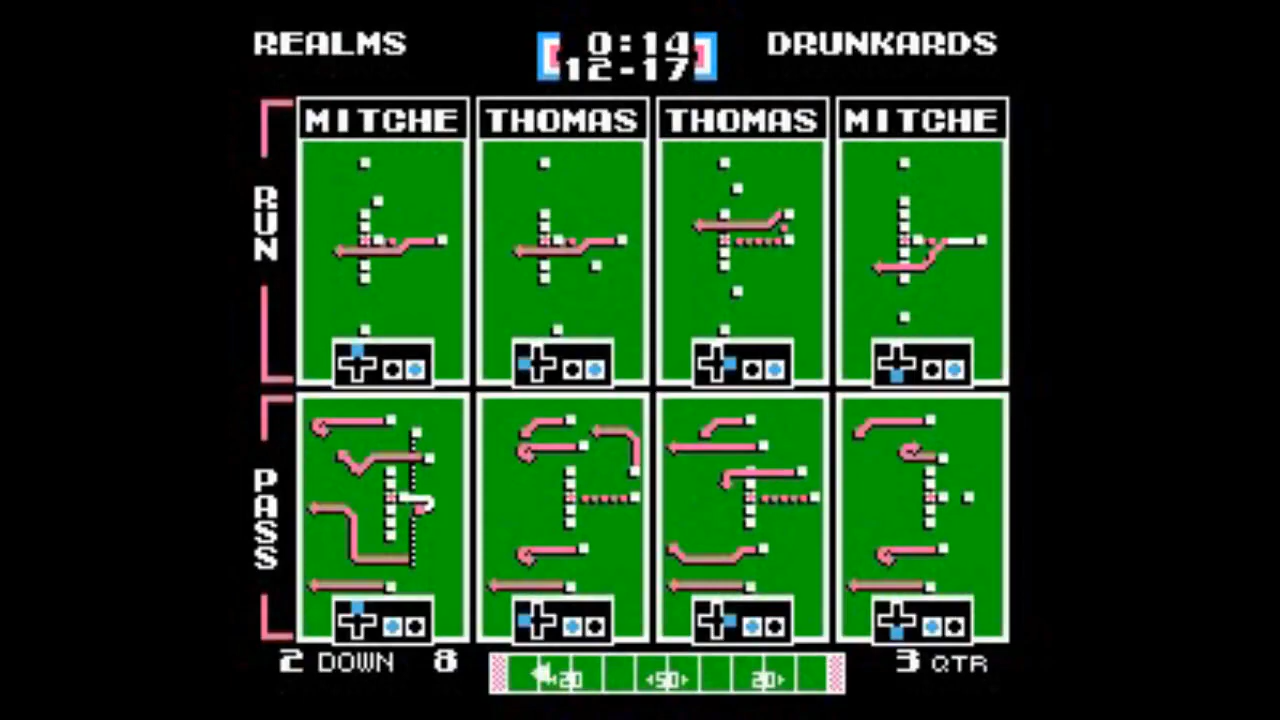 REALMS 0:14 DRUNKARDS
12-17
MITCHE THOMAS THOMAS MITCHE
RUN
PASS
2 DOWN 8 3 QTR
20 50 20